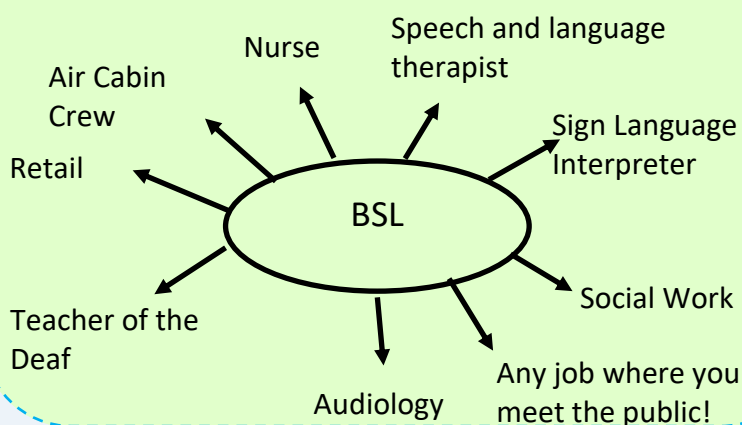 Nurse
Speech and language
therapist
Air Cabin
Crew
Sign Language
Interpreter
Retail
BSL
Social Work
Teacher of the
Deaf
Any job where you
meet the public!
Audiology